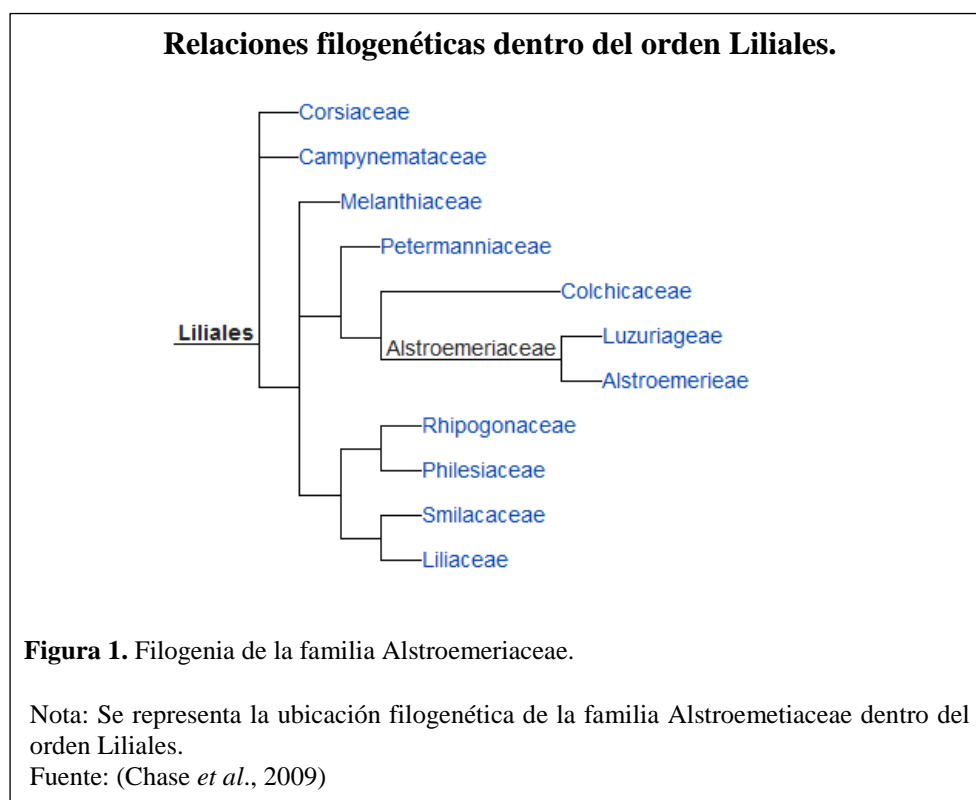 Relaciones filogenéticas dentro del orden Liliales.
Corsiaceae
Campynemataceae
Melanthiaceae
Petermanniaceae
Colchicaceae
Liliales
Luzuriageae
Alstroemeriaceae
Alstroemerieae
Rhipogonaceae
Philesiaceae
Smilacaceae
Liliaceae
Figura 1. Filogenia de la familia Alstroemeriaceae.
Nota: Se representa la ubicación filogenética de la familia Alstroemetiaceae dentro del
orden Liliales.
Fuente: (Chase et al., 2009)